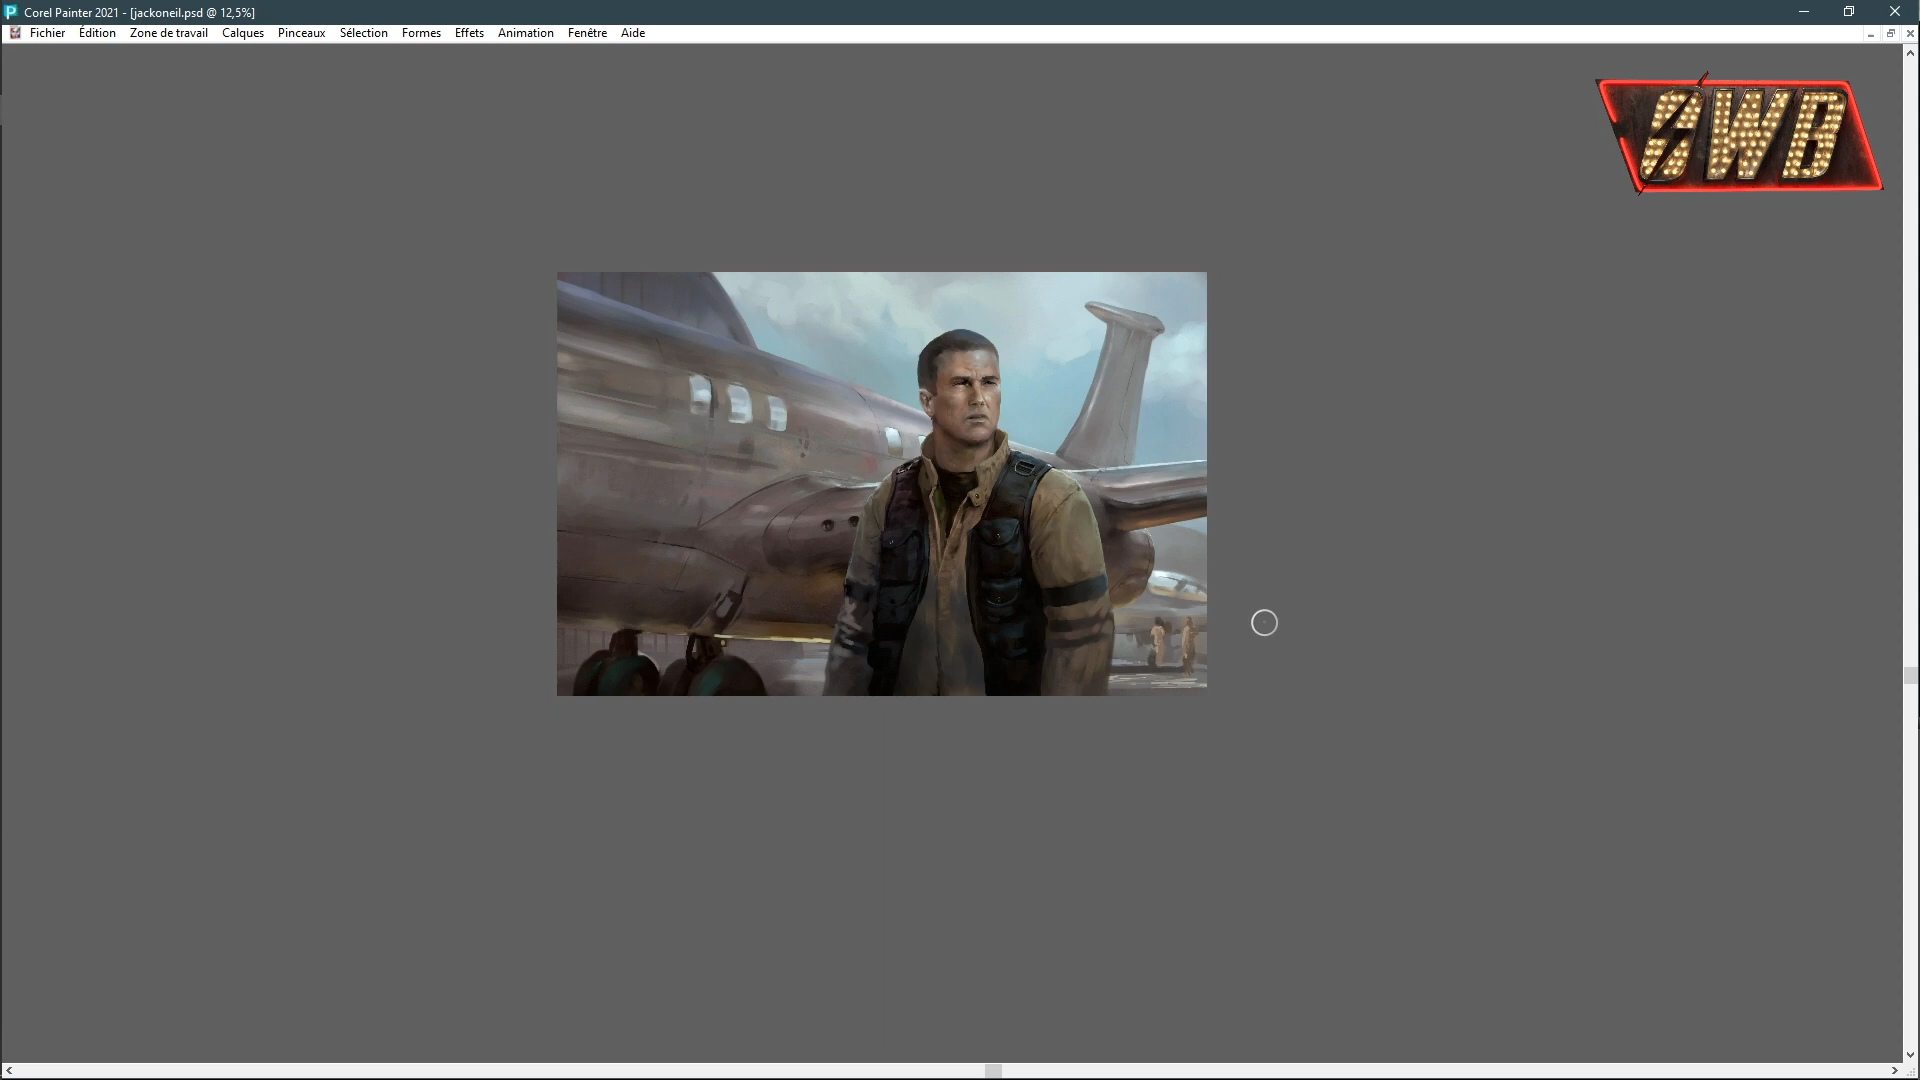 Corel Painter 2021 - [jackoneil.psd @ 12,5%]
Fichier Édition Zone de travail Calques Pinceaux Sélection Formes Effets Animation Fenêtre Aide
GWB